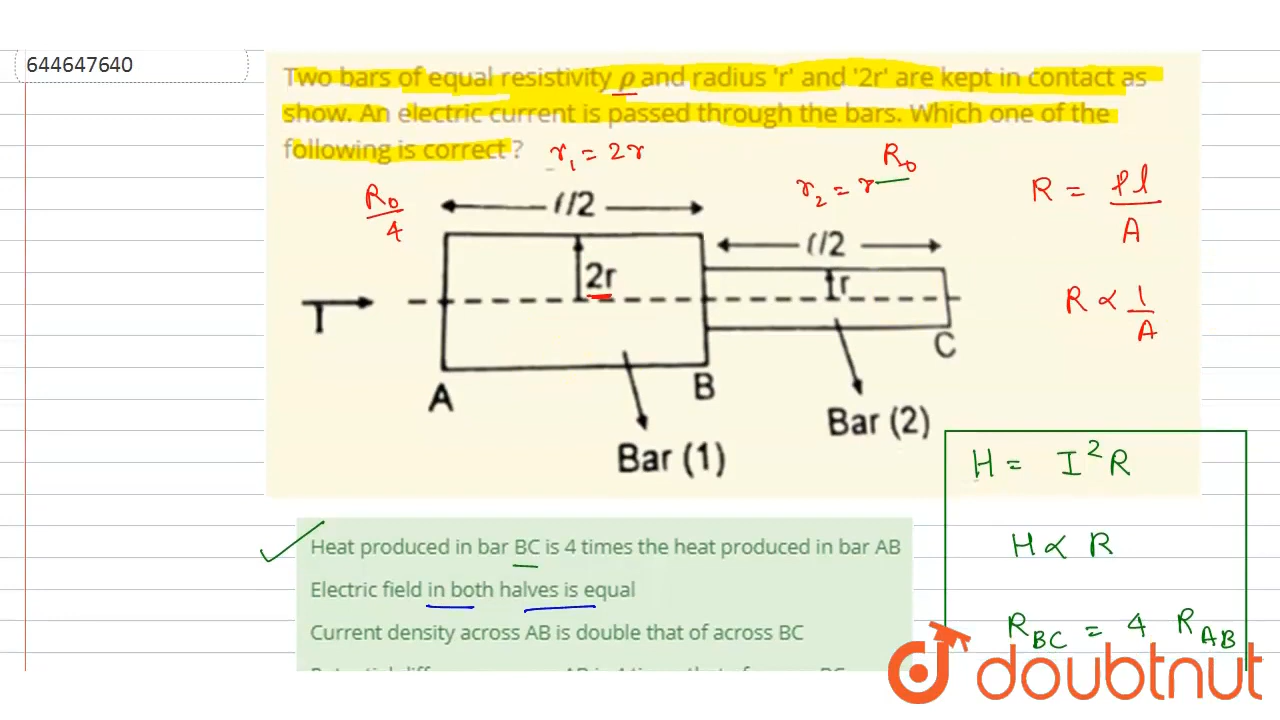 644647640
Two bars of equal resistivity ρ and radius 'r' and '2r' are kept in contact as
show. An electric current is passed through the bars. Which one of the
following is correct ?
r₁ = 2r
R₀
r₂ = r
R₀/4
l/2
l/2
2r
r
I
A
B
C
Bar (1)
Bar (2)
R = ρl/A
R ∝ 1/A
H = I²R
H ∝ R
R_BC = 4 R_AB
Heat produced in bar BC is 4 times the heat produced in bar AB
Electric field in both halves is equal
Current density across AB is double that of across BC
doubtnut